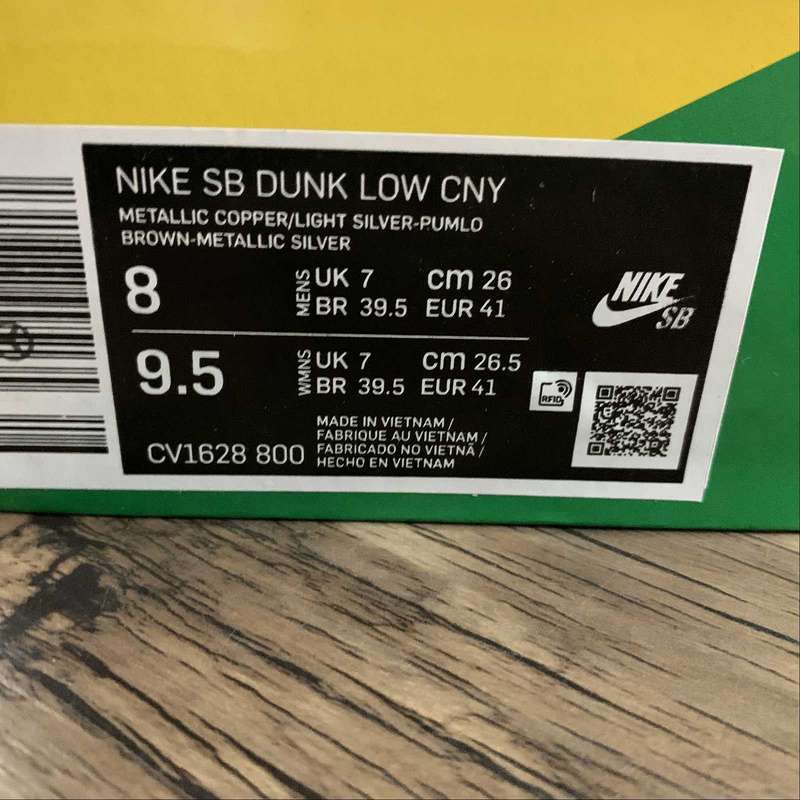 NIKE SB DUNK LOW CNY
METALLIC COPPER/LIGHT SILVER-PUMLO
BROWN-METALLIC SILVER
8
MENS
UK 7 cm 26
BR 39.5 EUR 41
NIKE
SB
9.5
WMNS
UK 7 cm 26.5
BR 39.5 EUR 41
RFID
CV1628 800
MADE IN VIETNAM /
FABRIQUE AU VIETNAM /
FABRICADO NO VIETNÃ /
HECHO EN VIETNAM